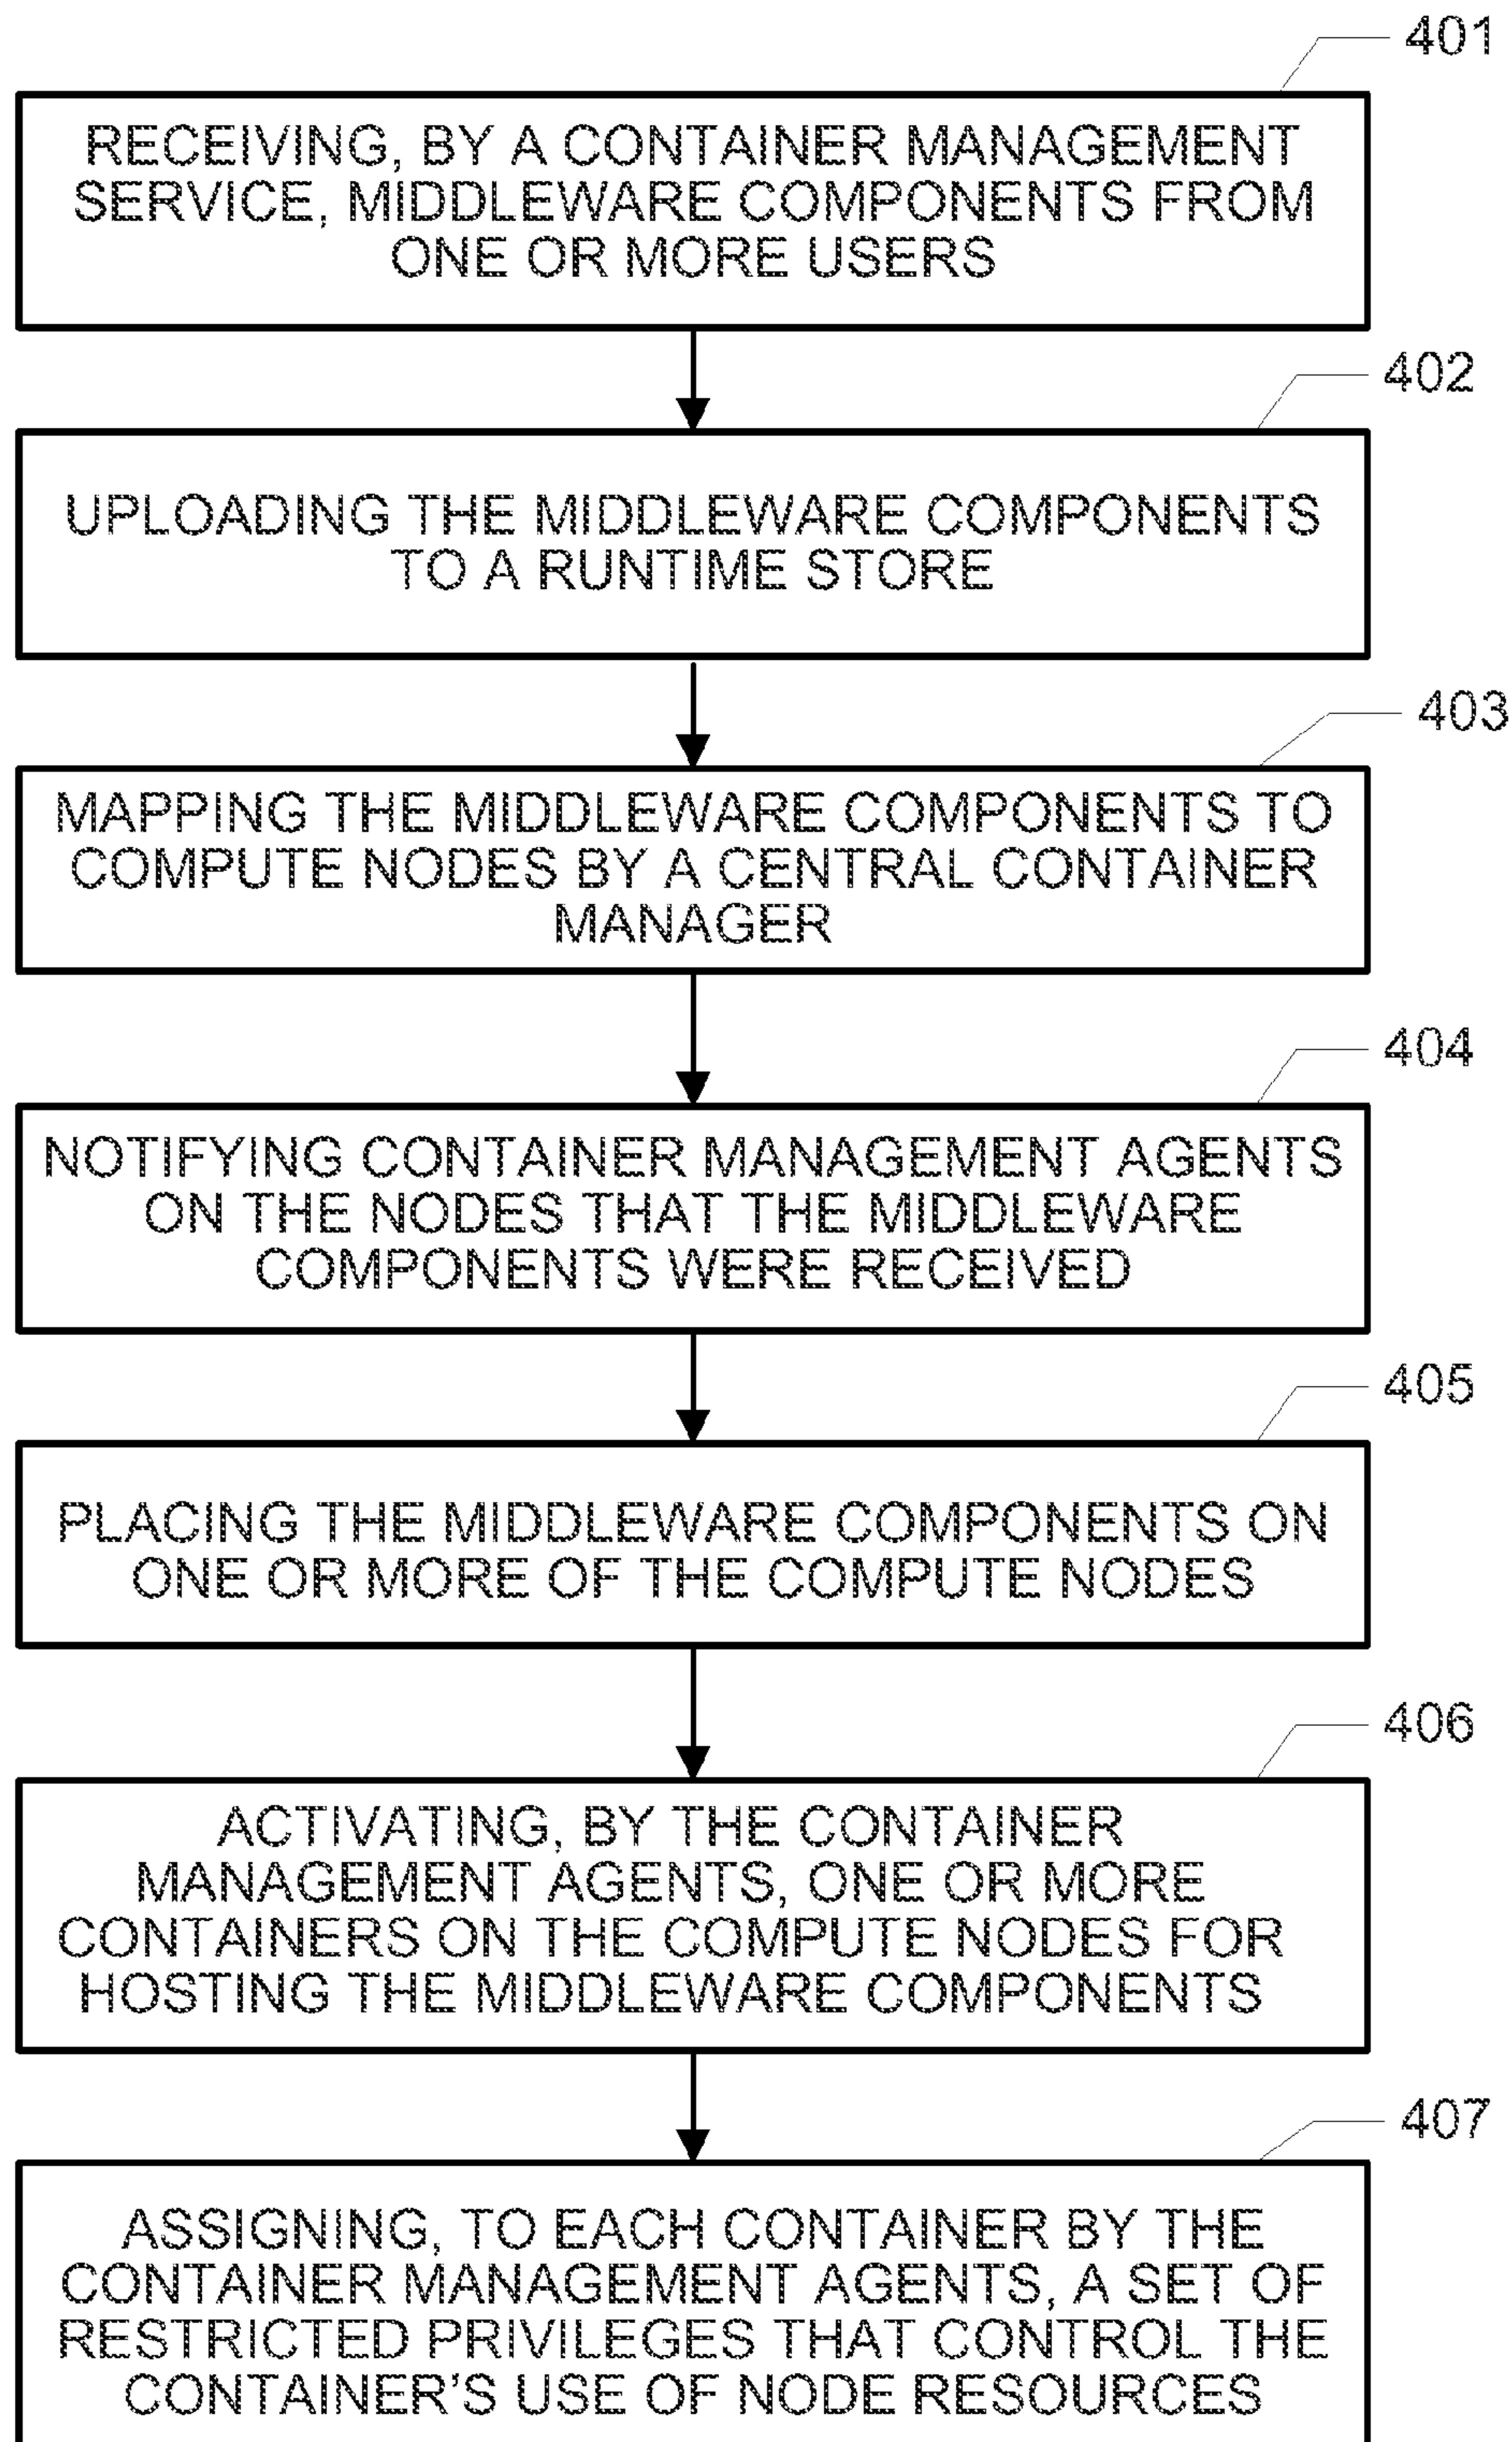 401
RECEIVING, BY A CONTAINER MANAGEMENT
SERVICE, MIDDLEWARE COMPONENTS FROM
ONE OR MORE USERS
402
UPLOADING THE MIDDLEWARE COMPONENTS
TO A RUNTIME STORE
403
MAPPING THE MIDDLEWARE COMPONENTS TO
COMPUTE NODES BY A CENTRAL CONTAINER
MANAGER
404
NOTIFYING CONTAINER MANAGEMENT AGENTS
ON THE NODES THAT THE MIDDLEWARE
COMPONENTS WERE RECEIVED
405
PLACING THE MIDDLEWARE COMPONENTS ON
ONE OR MORE OF THE COMPUTE NODES
406
ACTIVATING, BY THE CONTAINER
MANAGEMENT AGENTS, ONE OR MORE
CONTAINERS ON THE COMPUTE NODES FOR
HOSTING THE MIDDLEWARE COMPONENTS
407
ASSIGNING, TO EACH CONTAINER BY THE
CONTAINER MANAGEMENT AGENTS, A SET OF
RESTRICTED PRIVILEGES THAT CONTROL THE
CONTAINER'S USE OF NODE RESOURCES